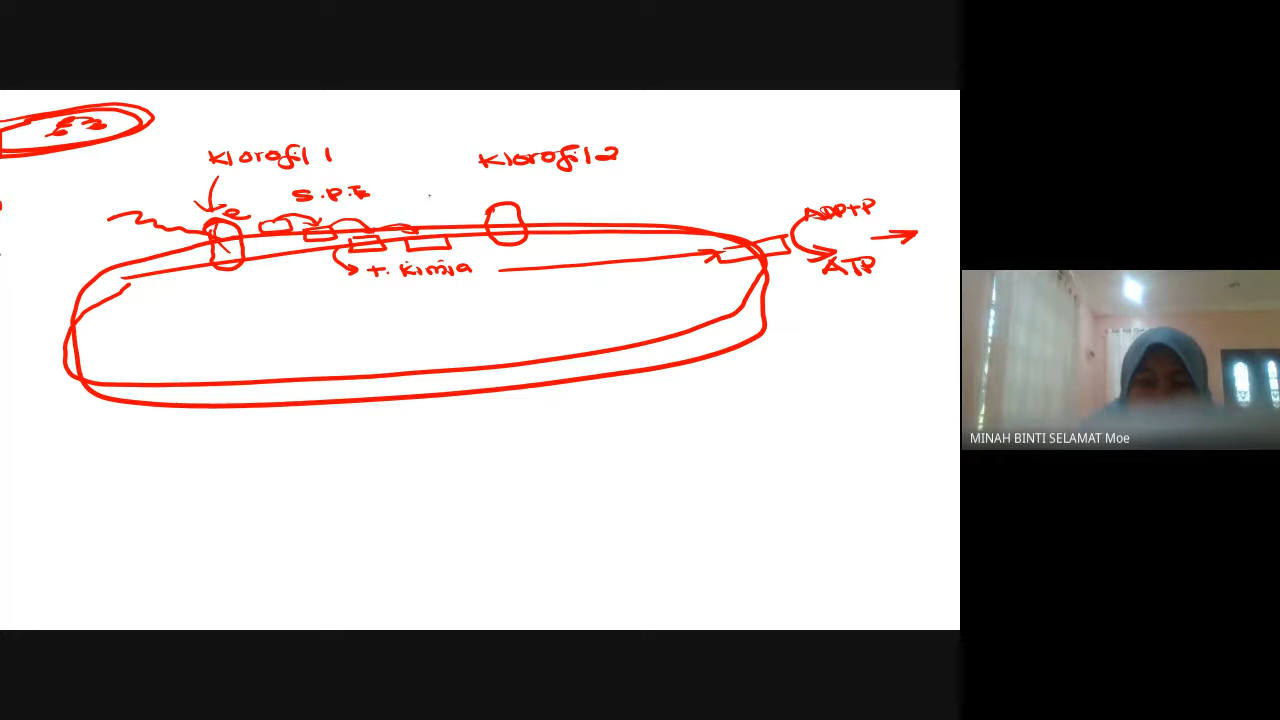 Klorofil 1
Klorofil 2
S.P.E
e
ADP+P
ATP
t. kimia
MINAH BINTI SELAMAT Moe